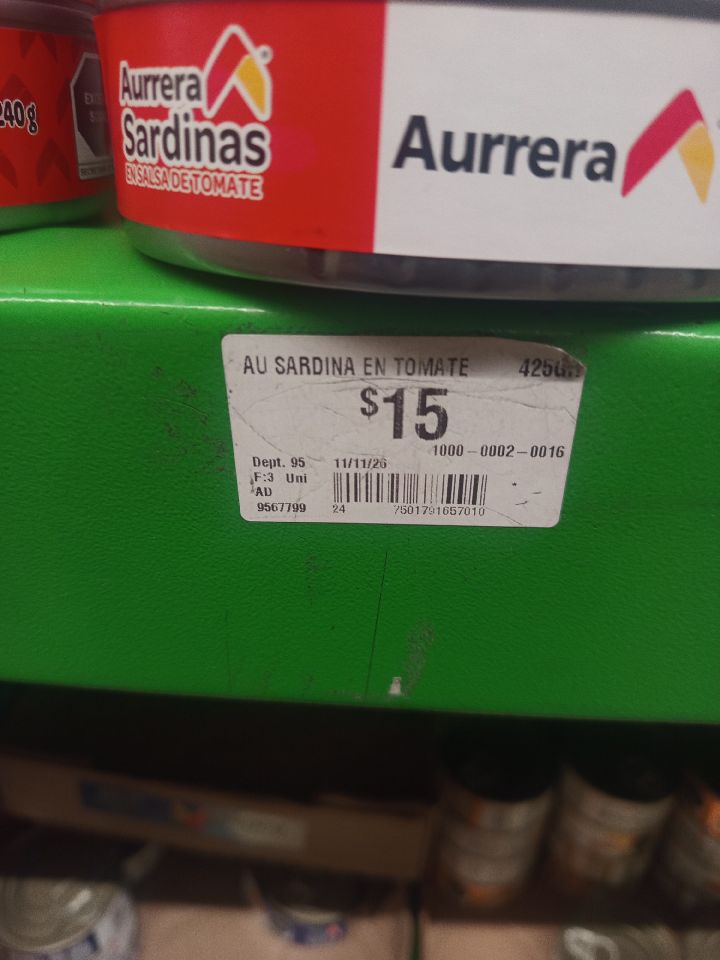 240g
Aurrera
Sardinas
EN SALSA DE TOMATE
Aurrera
AU SARDINA EN TOMATE 425GR
$15
1000-0002-0016
Dept. 95 11/11/26
F:3 Uni
AD
9567799 24 7501791657010